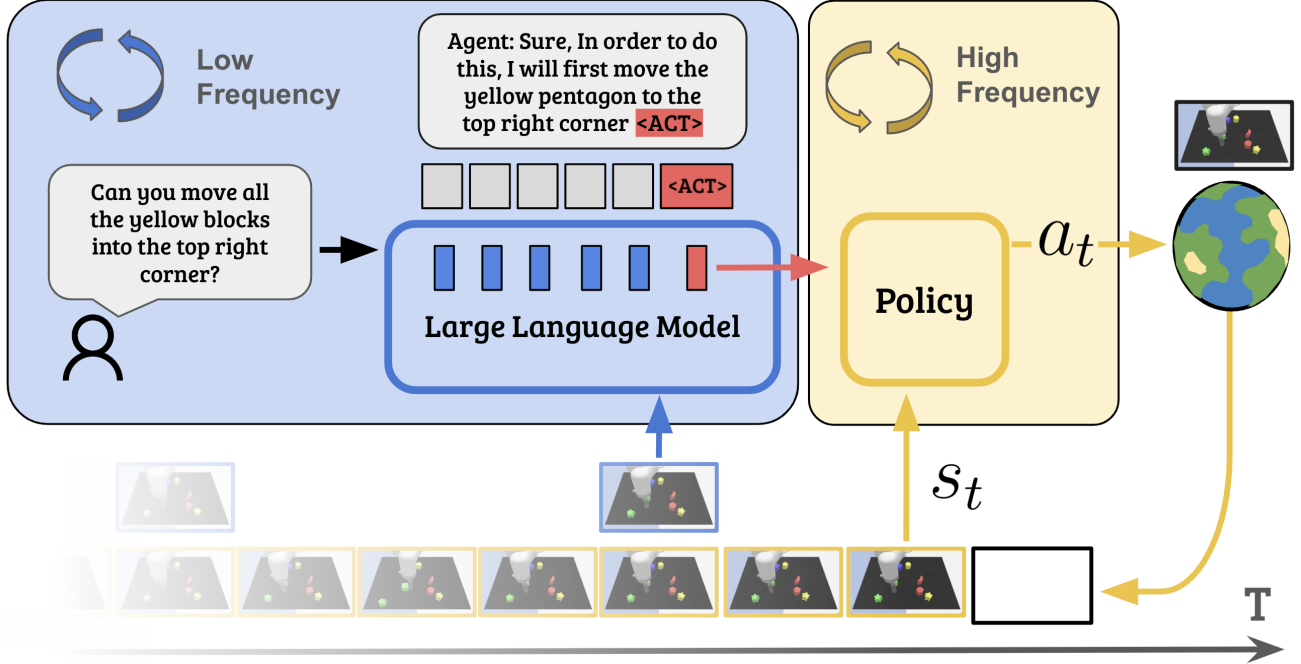 Low
Frequency
Agent: Sure, In order to do
this, I will first move the
yellow pentagon to the
top right corner <ACT>
High
Frequency
Can you move all
the yellow blocks
into the top right
corner?
<ACT>
Large Language Model
Policy
a_t
s_t
T